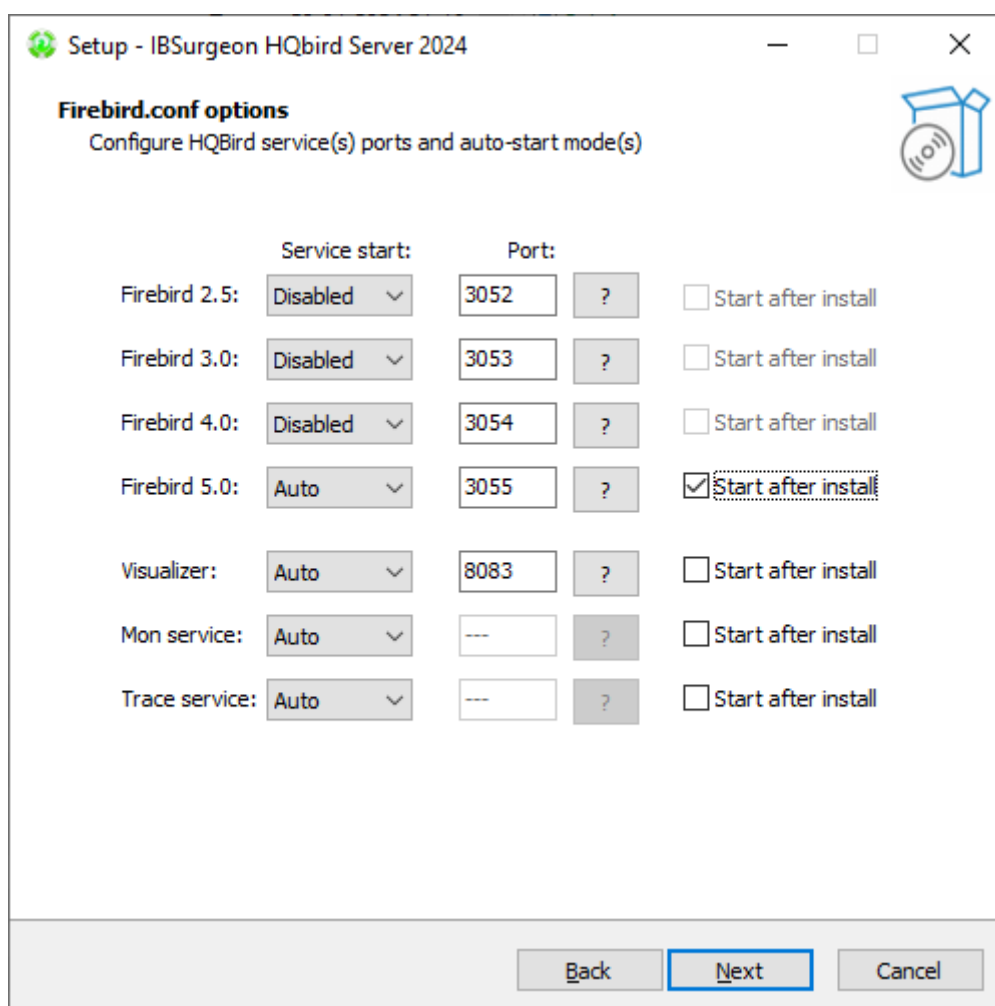 Setup - IBSurgeon HQbird Server 2024
Firebird.conf options
Configure HQBird service(s) ports and auto-start mode(s)
Service start: Port:
Firebird 2.5: Disabled 3052 ? Start after install
Firebird 3.0: Disabled 3053 ? Start after install
Firebird 4.0: Disabled 3054 ? Start after install
Firebird 5.0: Auto 3055 ? Start after install
Visualizer: Auto 8083 ? Start after install
Mon service: Auto --- ? Start after install
Trace service: Auto --- ? Start after install
Back Next Cancel